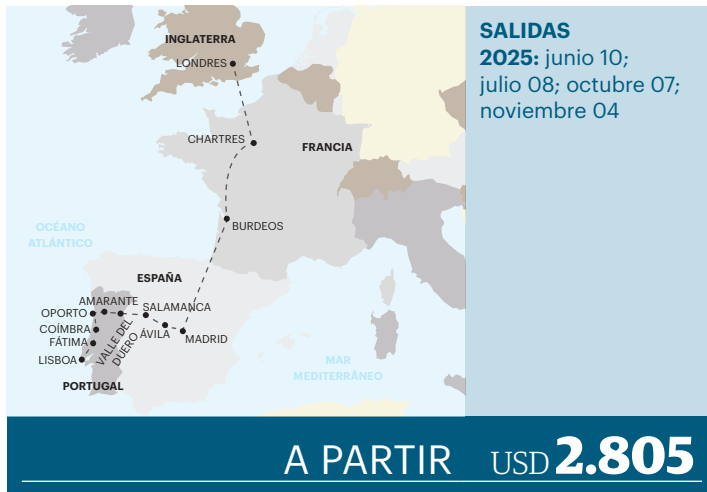 INGLATERRA
LONDRES
CHARTRES
FRANCIA
OCÉANO
ATLÁNTICO
BURDEOS
ESPAÑA
AMARANTE
SALAMANCA
OPORTO
COÍMBRA
ÁVILA
FÁTIMA
VALLE DEL
DUERO
MADRID
LISBOA
MAR
MEDITERRÂNEO
PORTUGAL
SALIDAS
2025: junio 10;
julio 08; octubre 07;
noviembre 04
A PARTIR USD 2.805